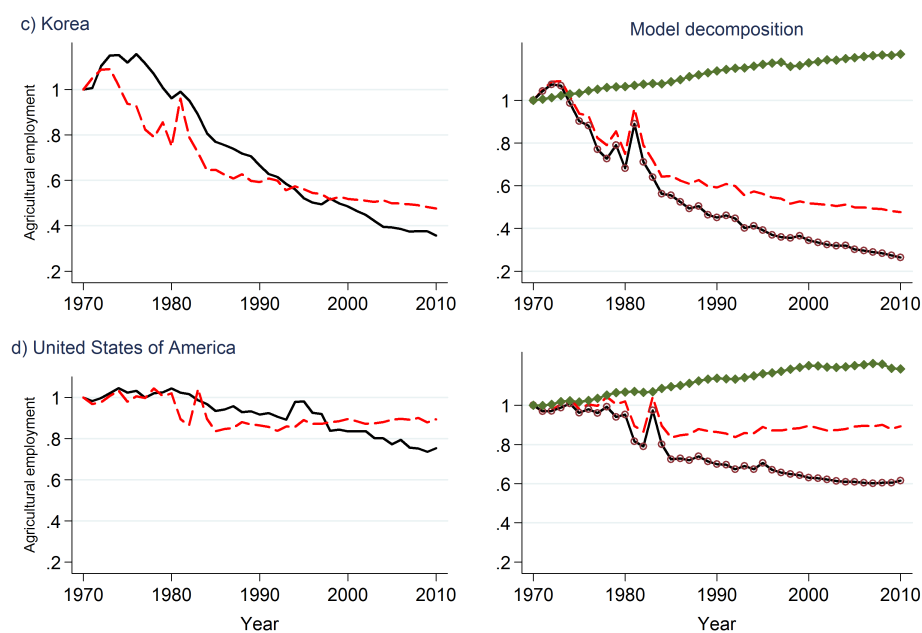 c) Korea
Model decomposition
Agricultural employment
1
.8
.6
.4
.2
1970 1980 1990 2000 2010
1
.8
.6
.4
.2
1970 1980 1990 2000 2010
d) United States of America
Agricultural employment
1
.8
.6
.4
.2
1970 1980 1990 2000 2010
Year
1
.8
.6
.4
.2
1970 1980 1990 2000 2010
Year